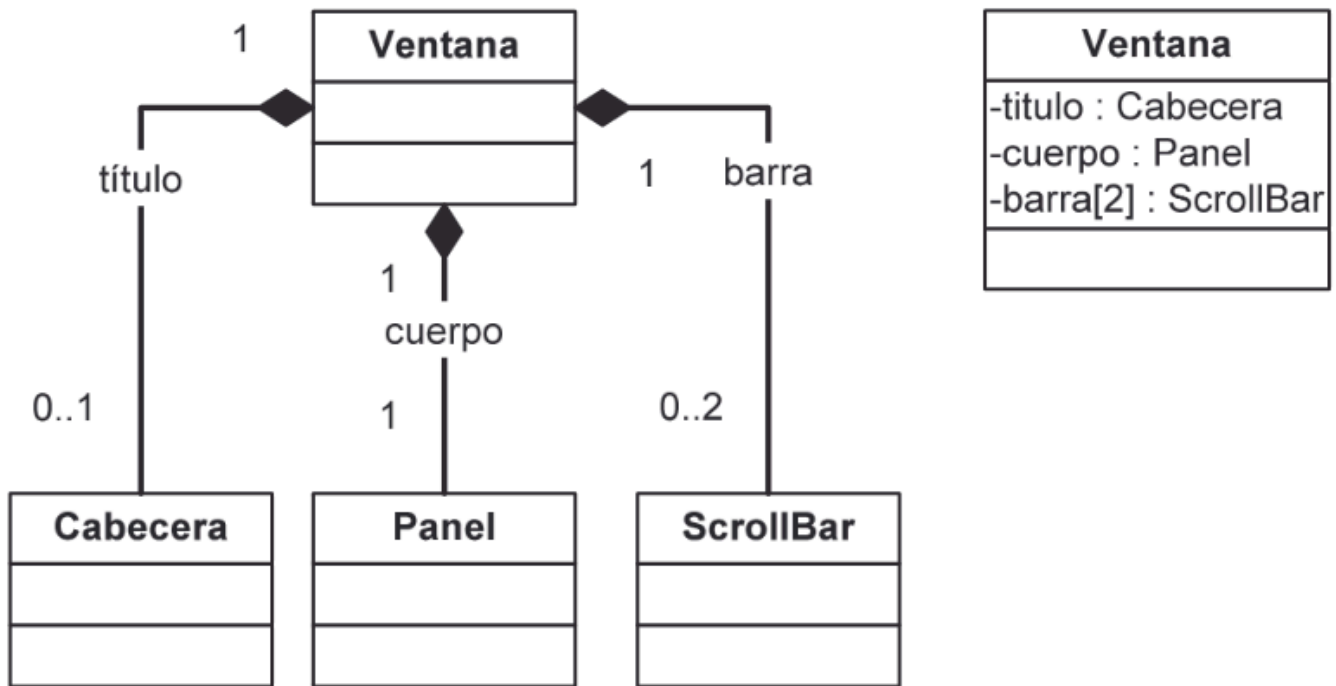 1
Ventana
título
1
cuerpo
1
barra
0..1
1
0..2
Cabecera
Panel
ScrollBar
Ventana
-titulo : Cabecera
-cuerpo : Panel
-barra[2] : ScrollBar